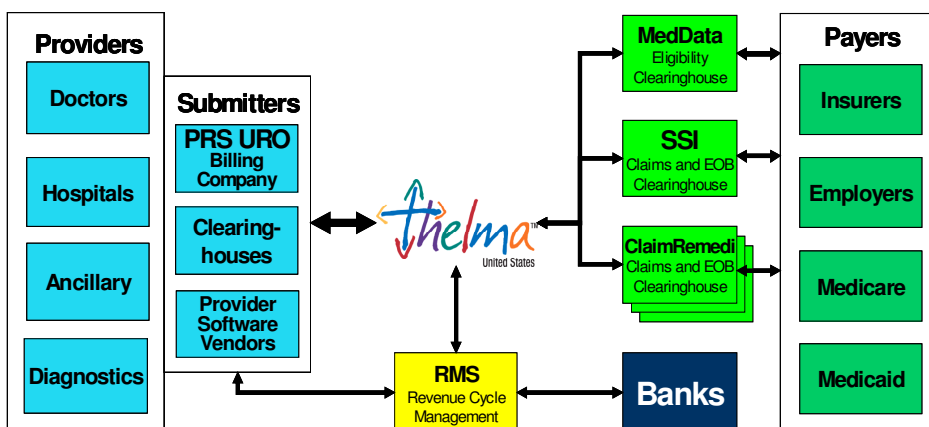 Providers
Doctors
Hospitals
Ancillary
Diagnostics
Submitters
PRS URO
Billing
Company
Clearing-
houses
Provider
Software
Vendors
thelma™
United States
RMS
Revenue Cycle
Management
MedData
Eligibility
Clearinghouse
SSI
Claims and EOB
Clearinghouse
ClaimRemedi
Claims and EOB
Clearinghouse
Banks
Payers
Insurers
Employers
Medicare
Medicaid